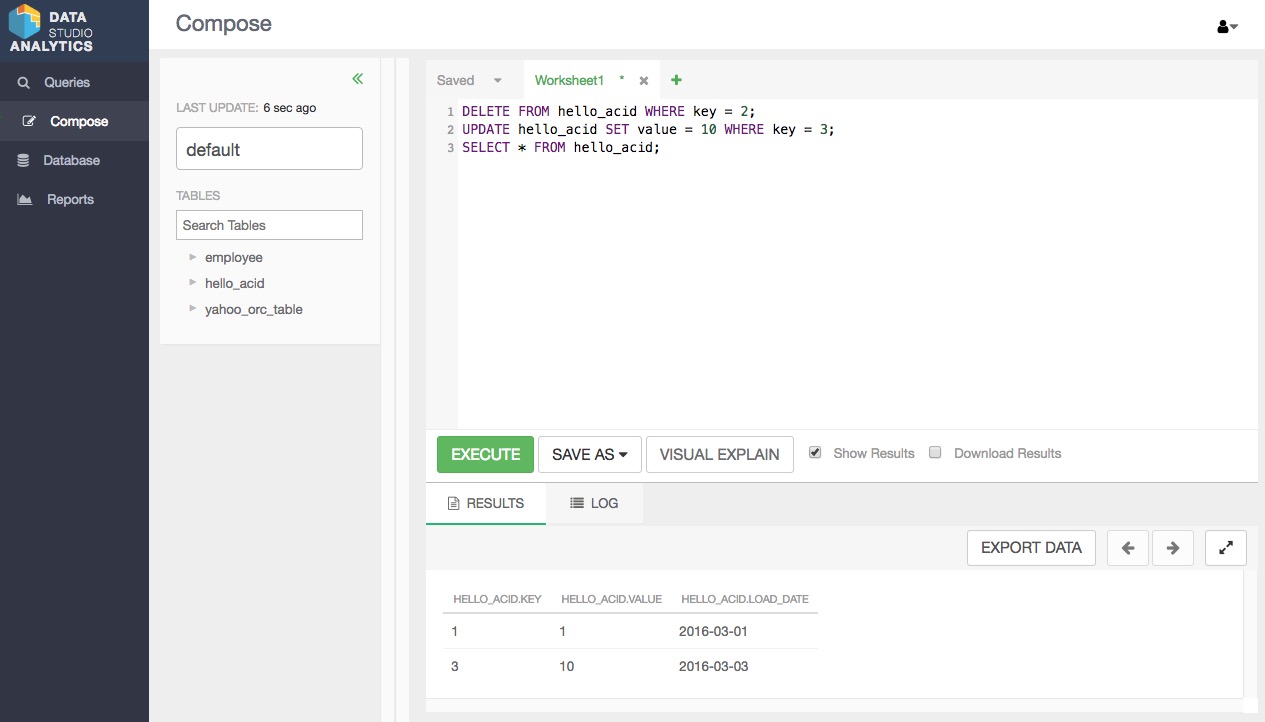 DATA
STUDIO
ANALYTICS
Compose
Queries
Compose
Database
Reports
LAST UPDATE: 6 sec ago
default
TABLES
Search Tables
employee
hello_acid
yahoo_orc_table
Saved Worksheet1 *
1 DELETE FROM hello_acid WHERE key = 2;
2 UPDATE hello_acid SET value = 10 WHERE key = 3;
3 SELECT * FROM hello_acid;
EXECUTE SAVE AS VISUAL EXPLAIN Show Results Download Results
RESULTS LOG
EXPORT DATA
HELLO_ACID.KEY HELLO_ACID.VALUE HELLO_ACID.LOAD_DATE
1 1 2016-03-01
3 10 2016-03-03